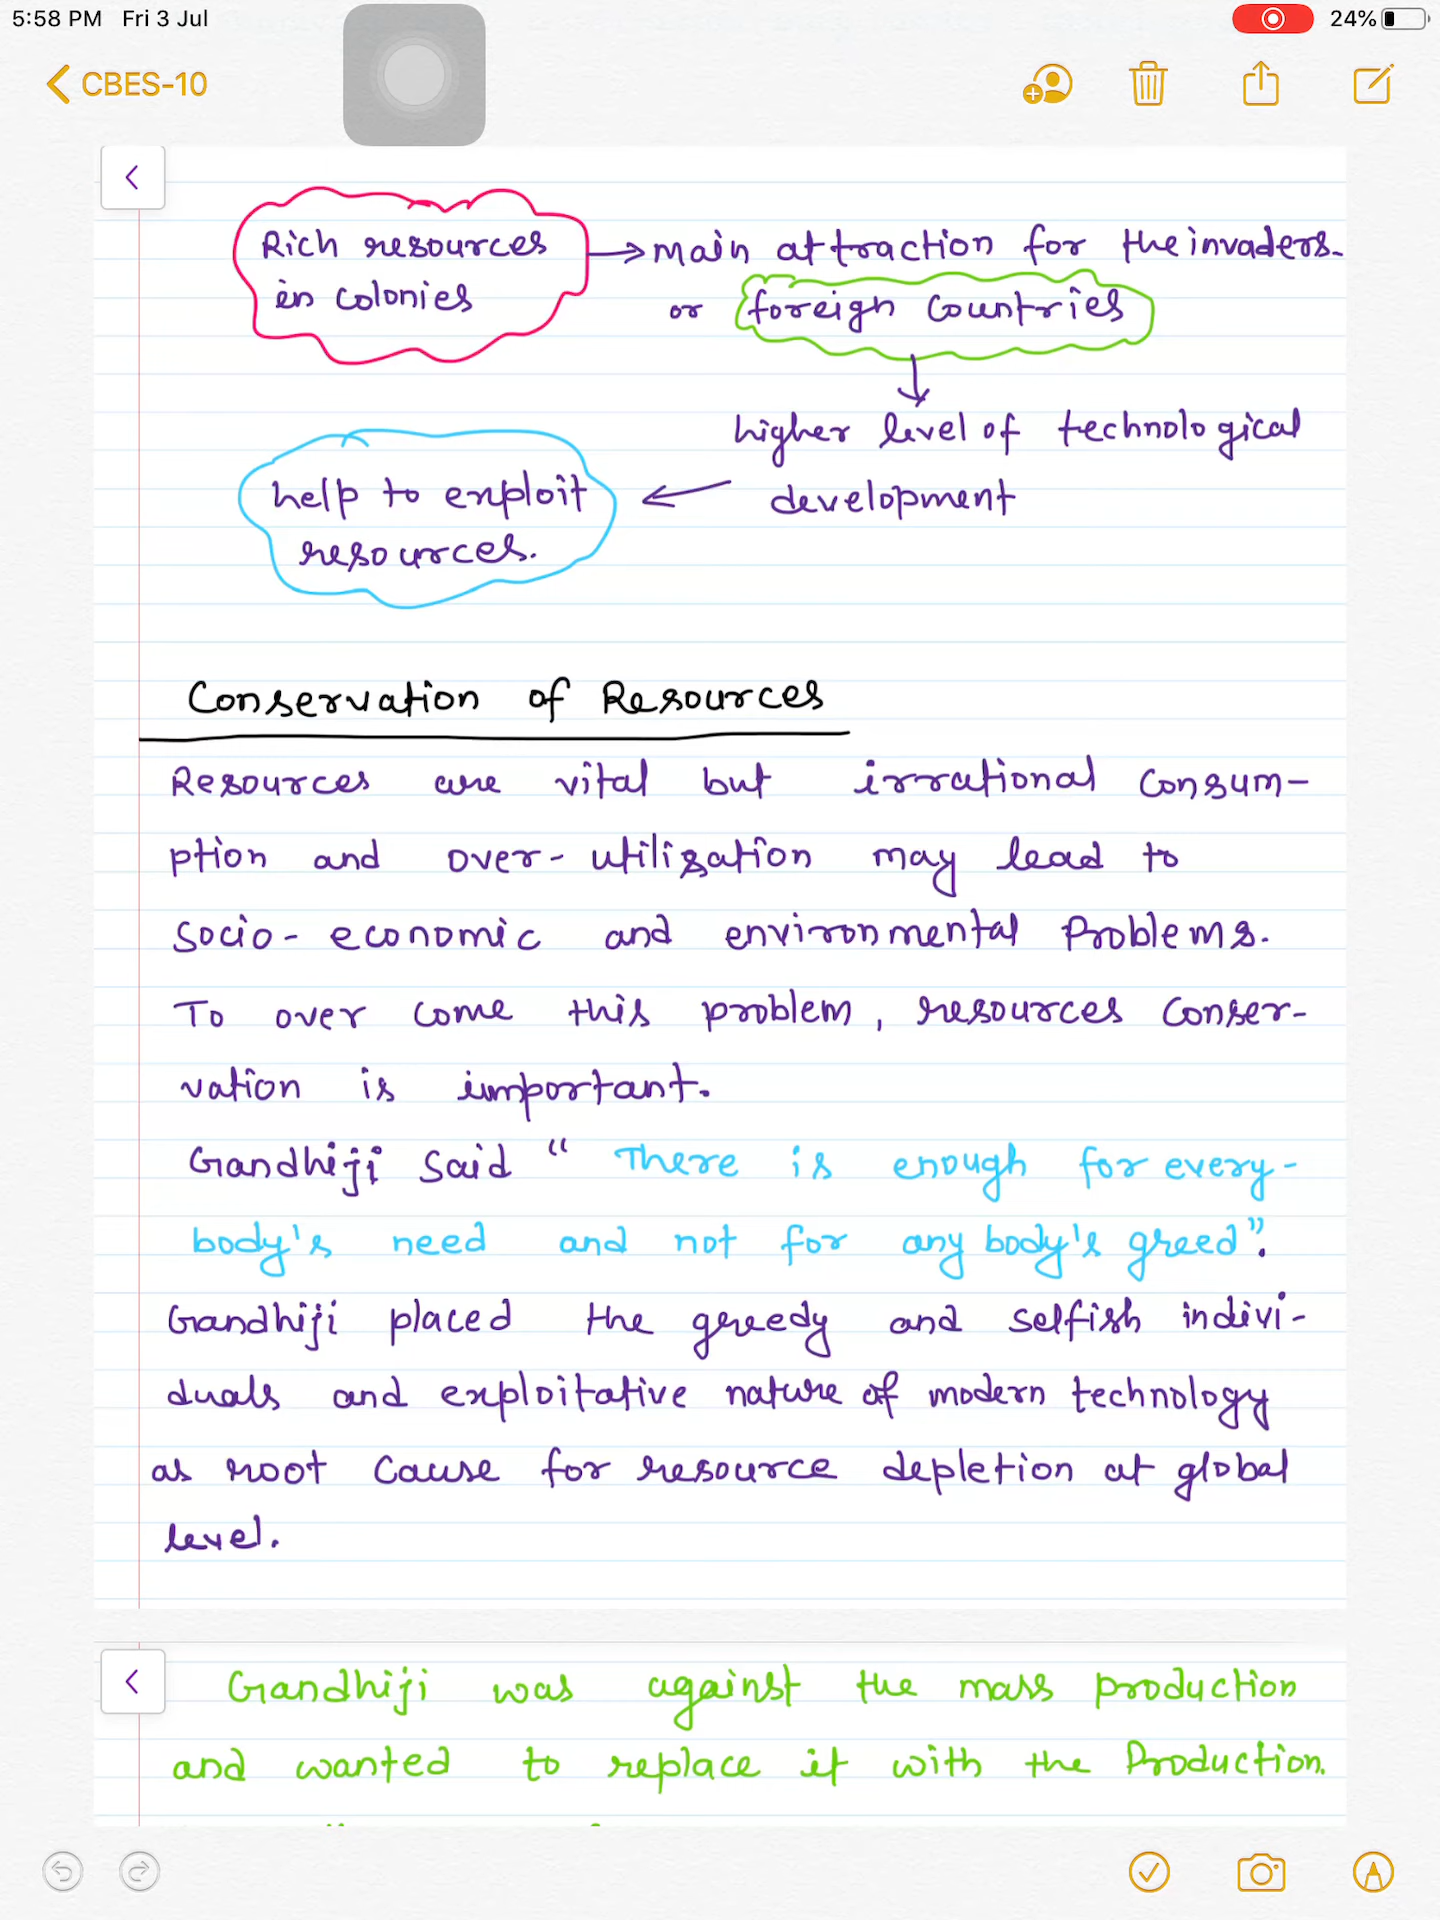 5:58 PM Fri 3 Jul
24%
CBES-10
Rich resources → main attraction for the invaders.
in colonies
or foreign Countries
higher level of technological
help to exploit ← development
resources.
Conservation of Resources
Resources are vital but irrational Consum-
ption and over-utilisation may lead to
Socio-economic and environmental Problems.
To over come this problem, resources Conser-
vation is important.
Gandhiji Said "There is enough for every-
body's need and not for any body's greed".
Gandhiji placed the greedy and selfish indivi-
duals and exploitative nature of modern technology
as root Cause for resource depletion at global
level.
Gandhiji was against the mass production
and wanted to replace it with the Production